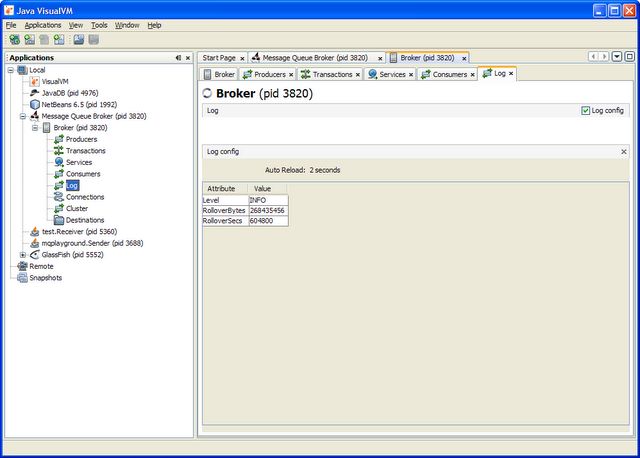 Java VisualVM
File Applications View Tools Window Help
Applications
Local
VisualVM
JavaDB (pid 4976)
NetBeans 6.5 (pid 1992)
Message Queue Broker (pid 3820)
Broker (pid 3820)
Producers
Transactions
Services
Consumers
Log
Connections
Cluster
Destinations
test.Receiver (pid 5360)
mqplayground.Sender (pid 3688)
GlassFish (pid 5552)
Remote
Snapshots
Start Page Message Queue Broker (pid 3820) Broker (pid 3820)
Broker Producers Transactions Services Consumers Log
Broker (pid 3820)
Log Log config
Log config
Auto Reload: 2 seconds
Attribute Value
Level INFO
RolloverBytes 268435456
RolloverSecs 604800